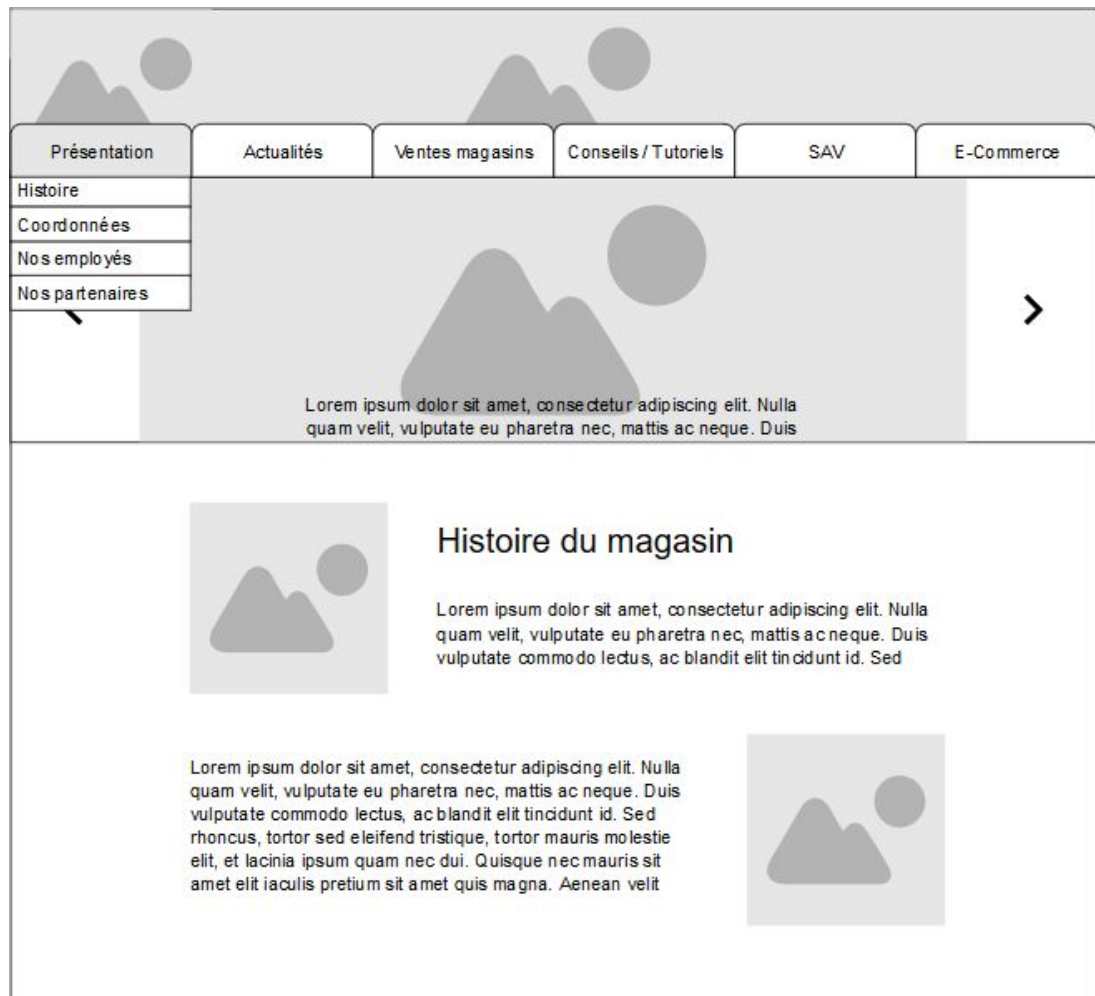 Présentation
Actualités
Ventes magasins
Conseils / Tutoriels
SAV
E-Commerce
Histoire
Coordonnées
Nos employés
Nos partenaires
Lorem ipsum dolor sit amet, consectetur adipiscing elit. Nulla
quam velit, vulputate eu pharetra nec, mattis ac neque. Duis
Histoire du magasin
Lorem ipsum dolor sit amet, consectetur adipiscing elit. Nulla
quam velit, vulputate eu pharetra nec, mattis ac neque. Duis
vulputate commodo lectus, ac blandit elit tincidunt id. Sed
Lorem ipsum dolor sit amet, consectetur adipiscing elit. Nulla
quam velit, vulputate eu pharetra nec, mattis ac neque. Duis
vulputate commodo lectus, ac blandit elit tincidunt id. Sed
rhoncus, tortor sed eleifend tristique, tortor mauris molestie
elit, et lacinia ipsum quam nec dui. Quisque nec mauris sit
amet elit iaculis pretium sit amet quis magna. Aenean velit